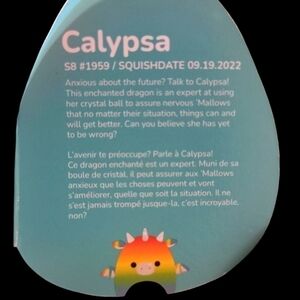 Calypsa
S8 #1959 / SQUISHDATE 09.19.2022
Anxious about the future? Talk to Calypsa!
This enchanted dragon is an expert at using
her crystal ball to assure nervous 'Mallows
that no matter their situation, things can and
will get better. Can you believe she has yet
to be wrong?
L'avenir te préoccupe? Parle à Calypsa!
Ce dragon enchanté est un expert. Muni de sa
boule de cristal, il peut assurer aux 'Mallows
anxieux que les choses peuvent et vont
s'améliorer, quelle que soit la situation. Il ne
s'est jamais trompé jusque-la, c'est incroyable,
non?